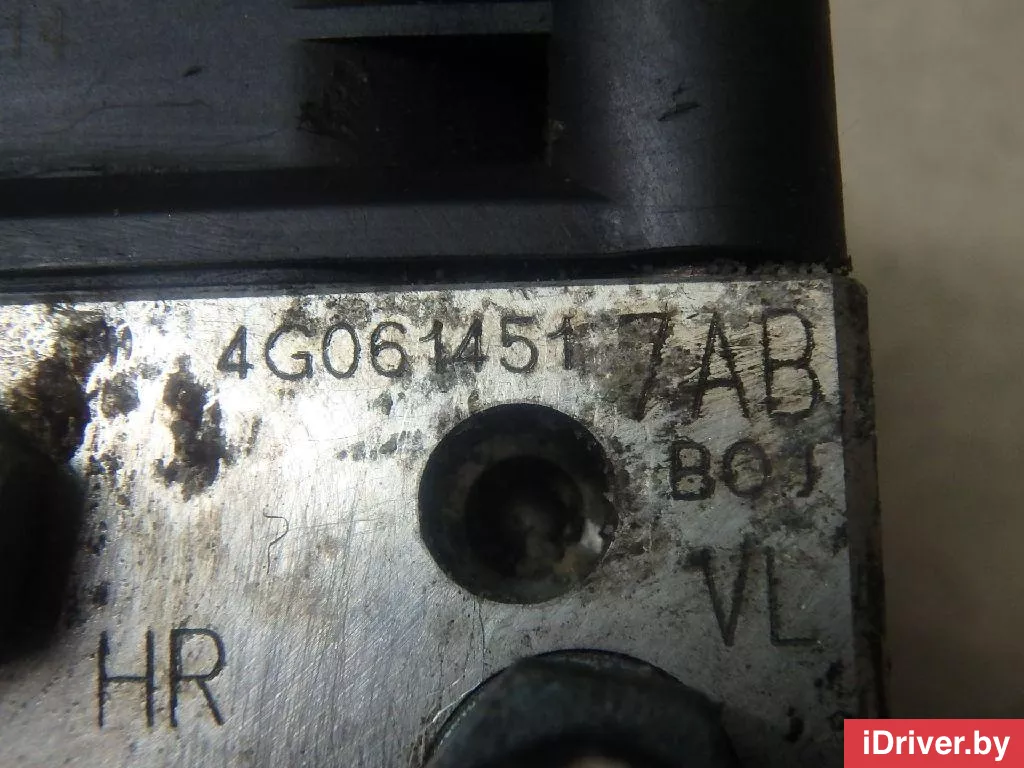 4G0614517AB
BOJ
VL
HR
iDriver.by